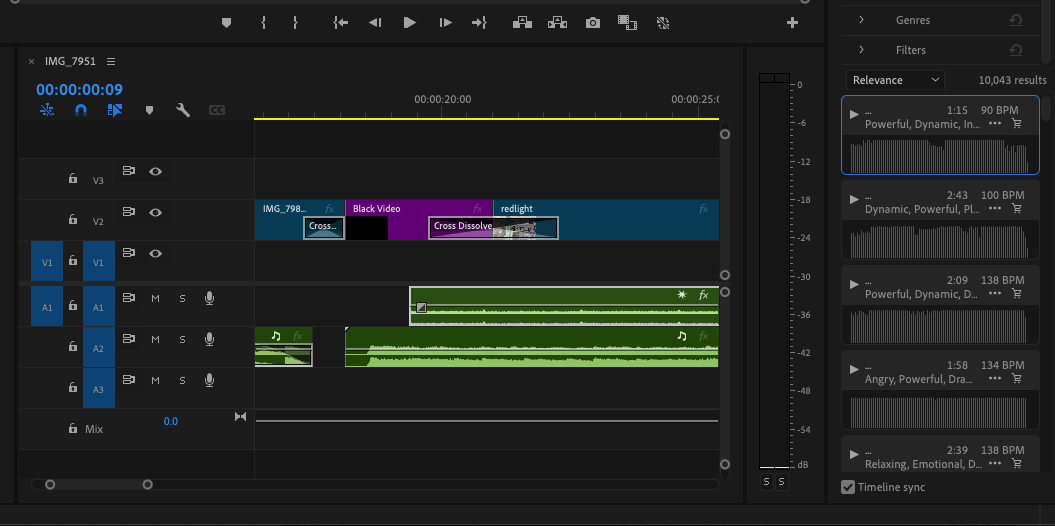 IMG_7951
00:00:00:09
00:00:20:00
00:00:25:0
V3
IMG_798...
fx
Black Video
fx
redlight
fx
V2
Cross...
Cross Dissolve
V1
V1
A1
A1
M
S
fx
A2
M
S
fx
fx
A3
M
S
Mix
0.0
0
-6
-12
-18
-24
-30
-36
-42
-48
-54
dB
S
S
Genres
Filters
Relevance
10,043 results
...
1:15
90 BPM
Powerful, Dynamic, In...
...
2:43
100 BPM
Dynamic, Powerful, Pl...
...
2:09
138 BPM
Powerful, Dynamic, D...
...
1:58
134 BPM
Angry, Powerful, Dra...
...
2:39
138 BPM
Relaxing, Emotional, D...
Timeline sync